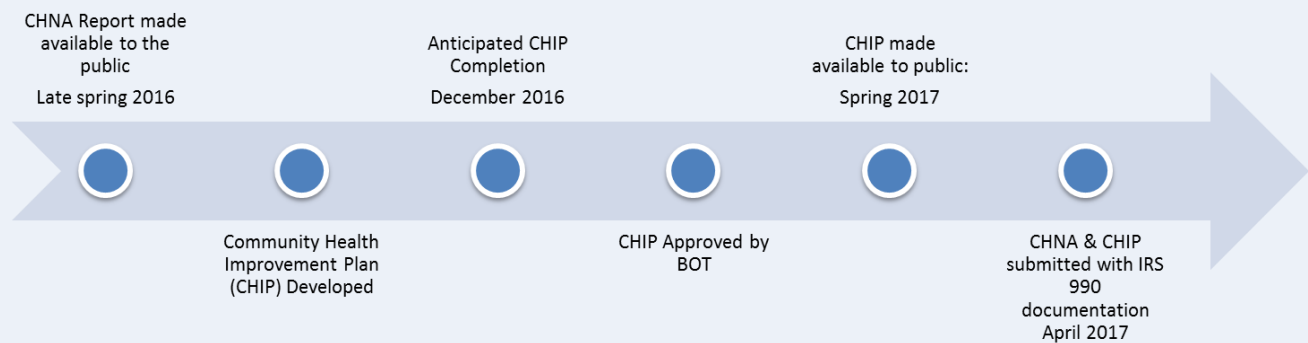 CHNA Report made
available to the
public
Late spring 2016
Community Health
Improvement Plan
(CHIP) Developed
Anticipated CHIP
Completion
December 2016
CHIP Approved by
BOT
CHIP made
available to public:
Spring 2017
CHNA & CHIP
submitted with IRS
990
documentation
April 2017